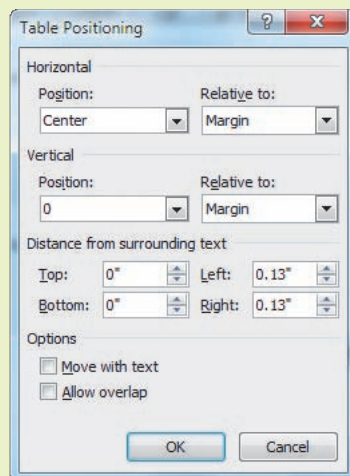 Table Positioning
Horizontal
Position: Relative to:
Center Margin
Vertical
Position: Relative to:
0 Margin
Distance from surrounding text
Top: 0" Left: 0.13"
Bottom: 0" Right: 0.13"
Options
Move with text
Allow overlap
OK Cancel